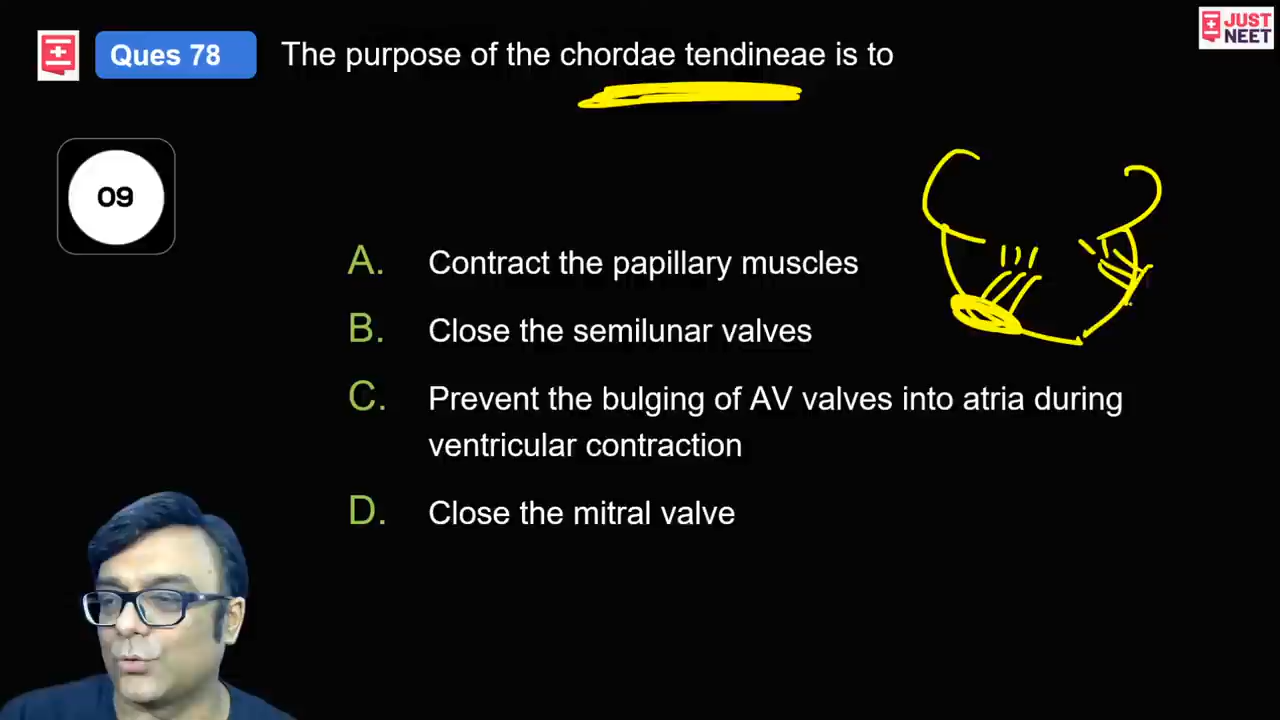 JUST
NEET
Ques 78
The purpose of the chordae tendineae is to
09
A. Contract the papillary muscles
B. Close the semilunar valves
C. Prevent the bulging of AV valves into atria during
ventricular contraction
D. Close the mitral valve